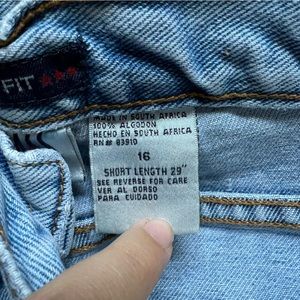 FIT ★★★
MADE IN SOUTH AFRICA
100% ALGODON
HECHO EN SOUTH AFRICA
RN# 83910
16
SHORT LENGTH 29"
SEE REVERSE FOR CARE
VER AL DORSO
PARA CUIDADO